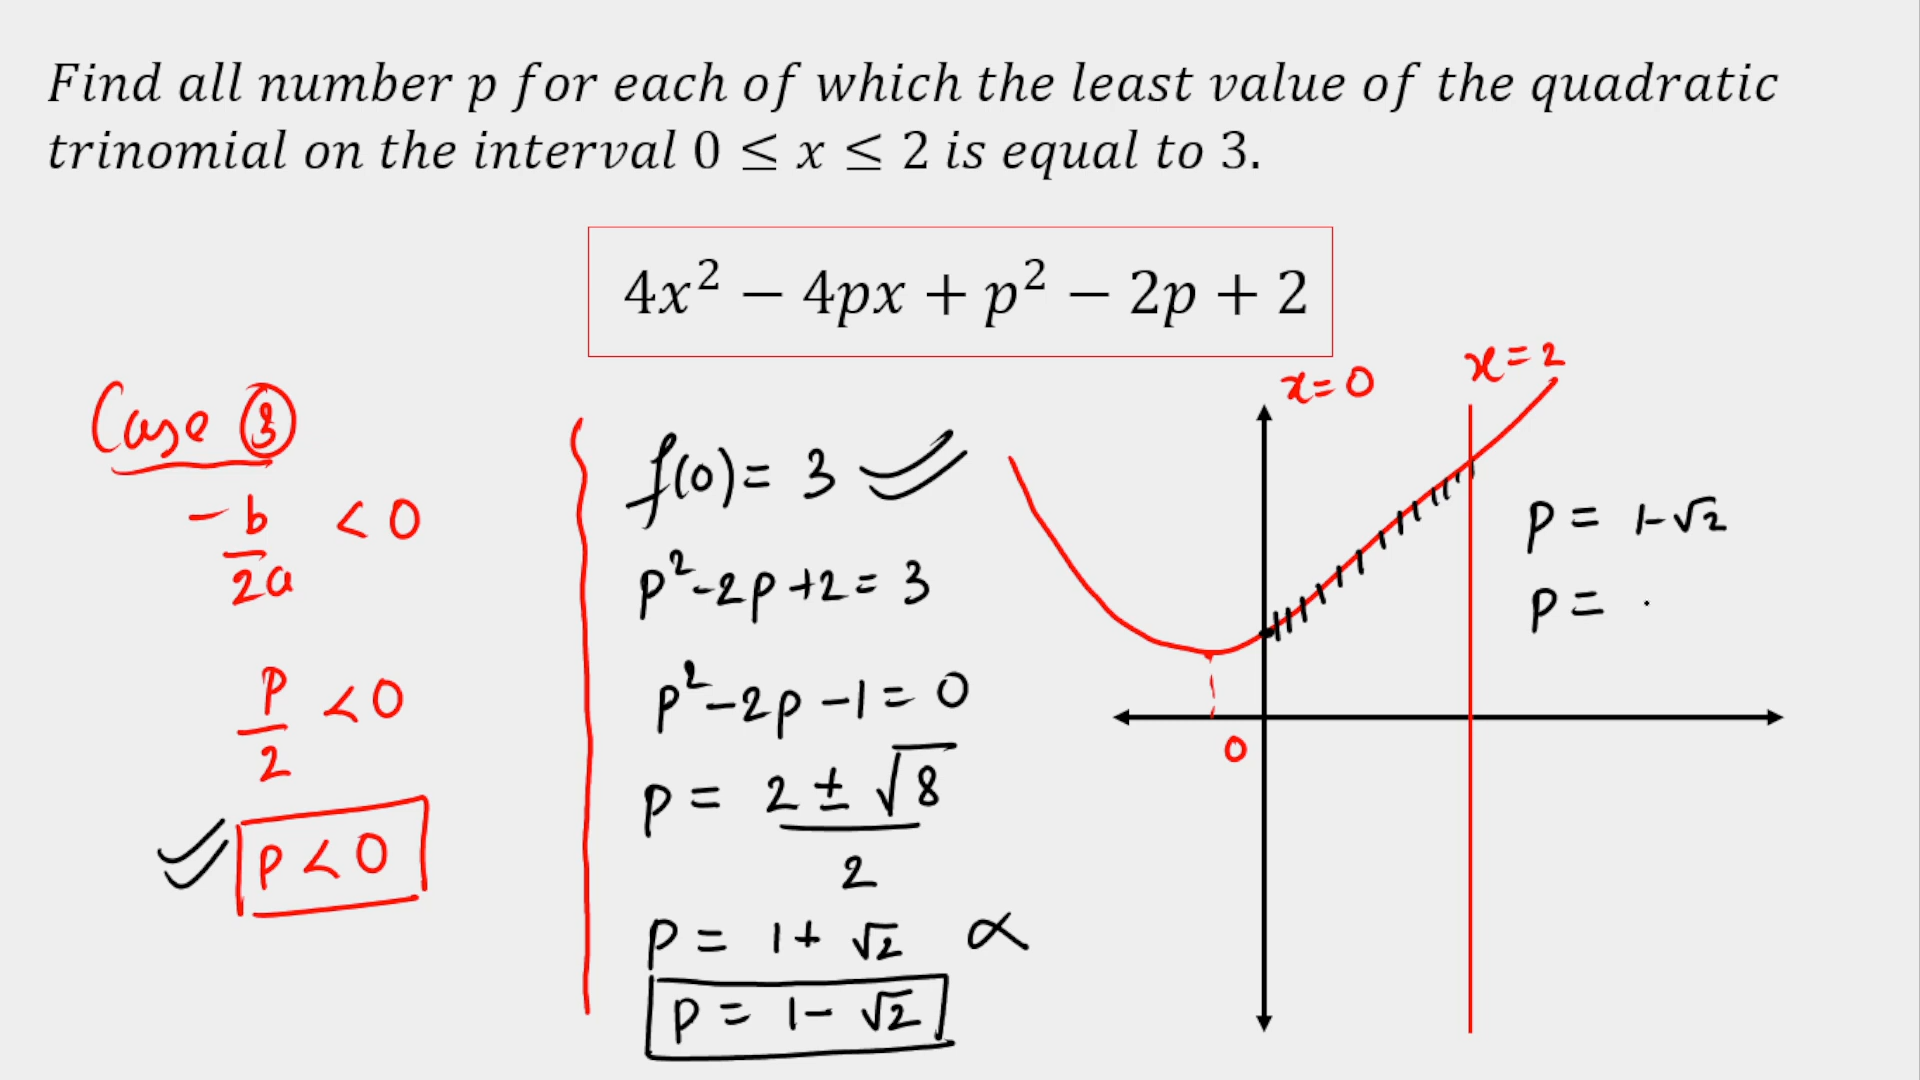 Find all number p for each of which the least value of the quadratic
trinomial on the interval 0 ≤ x ≤ 2 is equal to 3.
4x² − 4px + p² − 2p + 2
Case ③
-b/2a < 0
p/2 < 0
p < 0
f(0) = 3
p²-2p+2 = 3
p²-2p-1 = 0
p = (2 ± √8)/2
p = 1+ √2
p = 1- √2
x=0
x=2
0
p = 1-√2
p = .